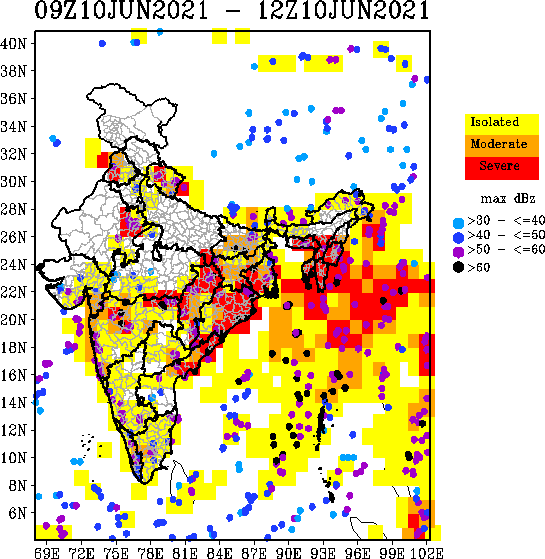 09Z10JUN2021 – 12Z10JUN2021
40N
38N
36N
34N
32N
30N
28N
26N
24N
22N
20N
18N
16N
14N
12N
10N
8N
6N
69E 72E 75E 78E 81E 84E 87E 90E 93E 96E 99E 102E
Isolated
Moderate
Severe
max dBz
>30 – <=40
>40 – <=50
>50 – <=60
>60